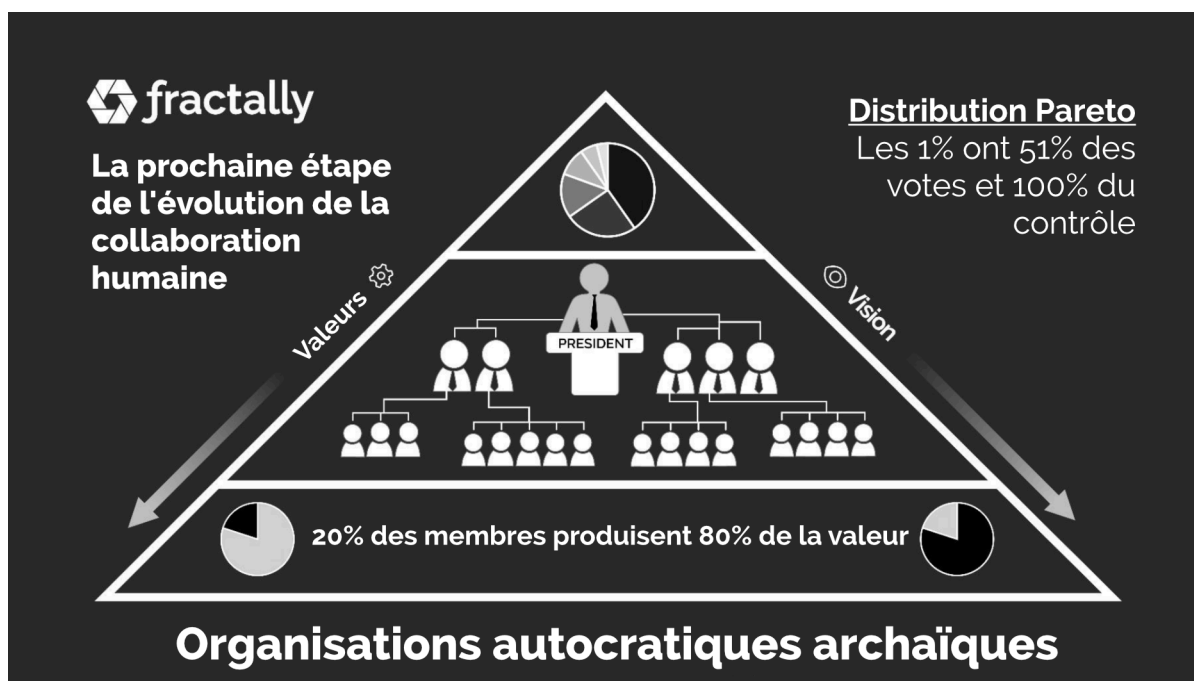 fractally
La prochaine étape
de l'évolution de la
collaboration
humaine
Distribution Pareto
Les 1% ont 51% des
votes et 100% du
contrôle
Valeurs
Vision
PRESIDENT
20% des membres produisent 80% de la valeur
Organisations autocratiques archaïques